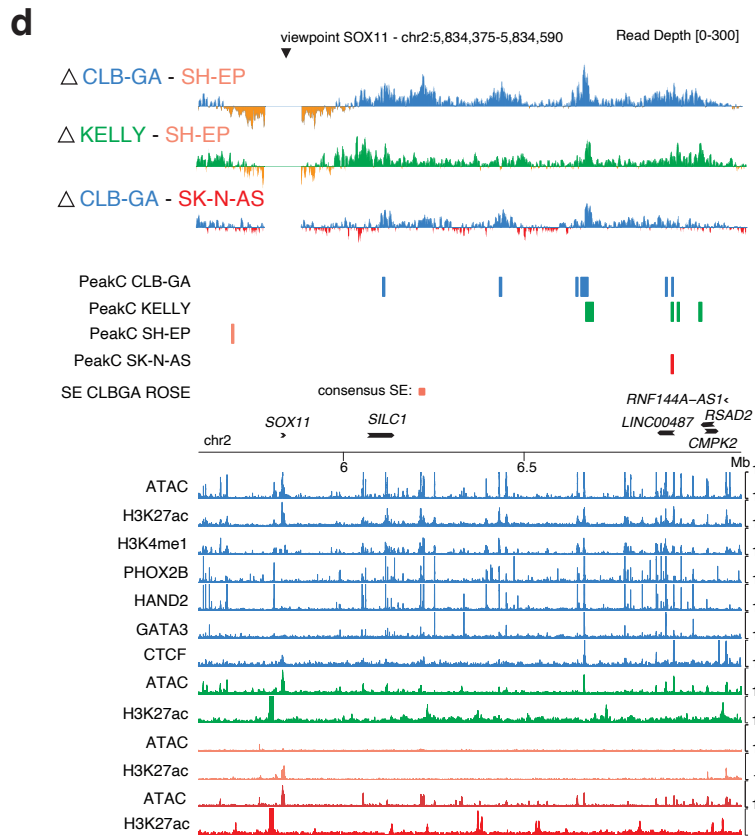 d
viewpoint SOX11 - chr2:5,834,375-5,834,590
Read Depth [0-300]
△ CLB-GA - SH-EP
△ KELLY - SH-EP
△ CLB-GA - SK-N-AS
PeakC CLB-GA
PeakC KELLY
PeakC SH-EP
PeakC SK-N-AS
SE CLBGA ROSE
consensus SE:
RNF144A–AS1
SOX11
SILC1
LINC00487
RSAD2
CMPK2
chr2
6
6.5
Mb
ATAC
H3K27ac
H3K4me1
PHOX2B
HAND2
GATA3
CTCF
ATAC
H3K27ac
ATAC
H3K27ac
ATAC
H3K27ac